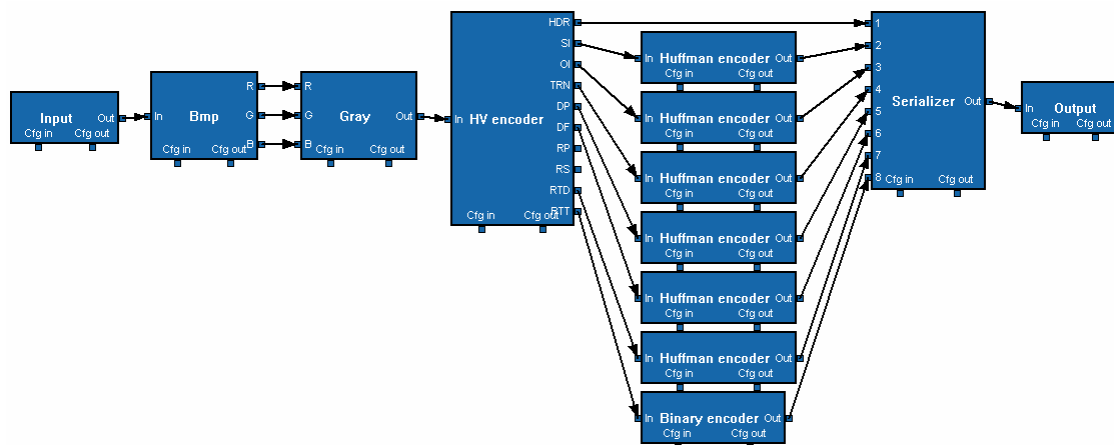 Input
Out
Cfg in
Cfg out
Bmp
In
R
G
B
Cfg in
Cfg out
Gray
R
G
B
Out
Cfg in
Cfg out
HV encoder
In
HDR
SI
OI
TRN
DP
DF
RP
RS
RTD
RTT
Cfg in
Cfg out
In Huffman encoder Out
Cfg in Cfg out
In Huffman encoder Out
Cfg in Cfg out
In Huffman encoder Out
Cfg in Cfg out
In Huffman encoder Out
Cfg in Cfg out
In Huffman encoder Out
Cfg in Cfg out
In Huffman encoder Out
Cfg in Cfg out
In Binary encoder Out
Cfg in Cfg out
1
2
3
4
5
6
7
8
Serializer
Out
Cfg in
Cfg out
In
Output
Cfg in
Cfg out